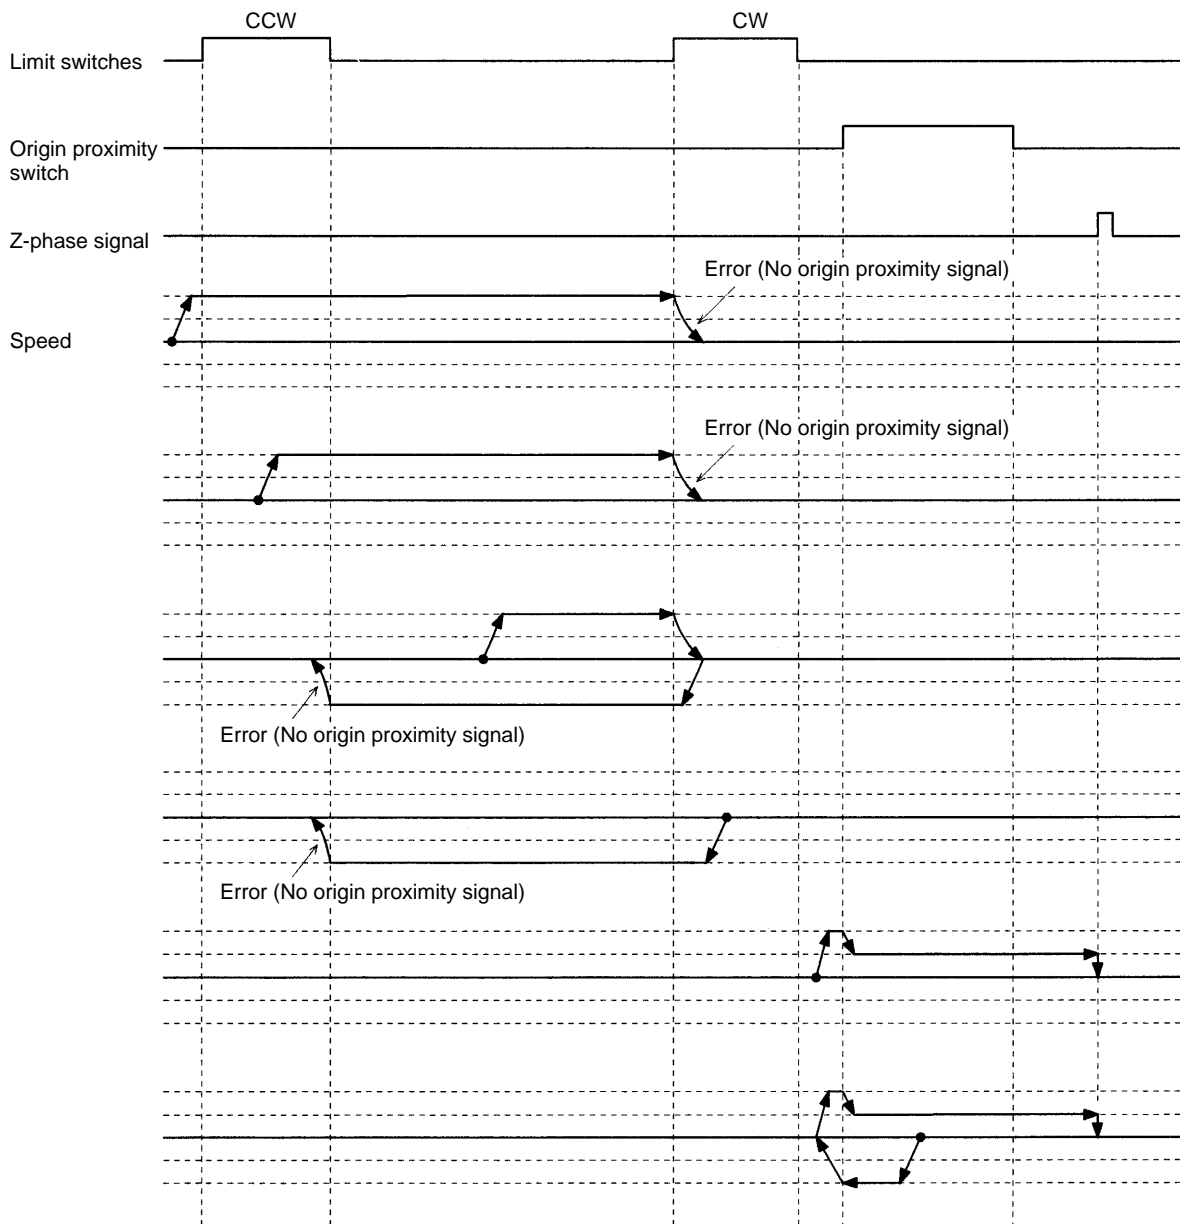 CCW
CW
Limit switches
Origin proximity
switch
Z-phase signal
Error (No origin proximity signal)
Speed
Error (No origin proximity signal)
Error (No origin proximity signal)
Error (No origin proximity signal)